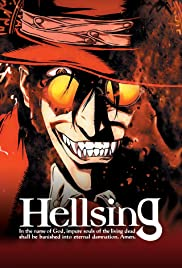 Hellsing
In the name of God, impure souls of the living dead
shall be banished into eternal damnation. Amen.